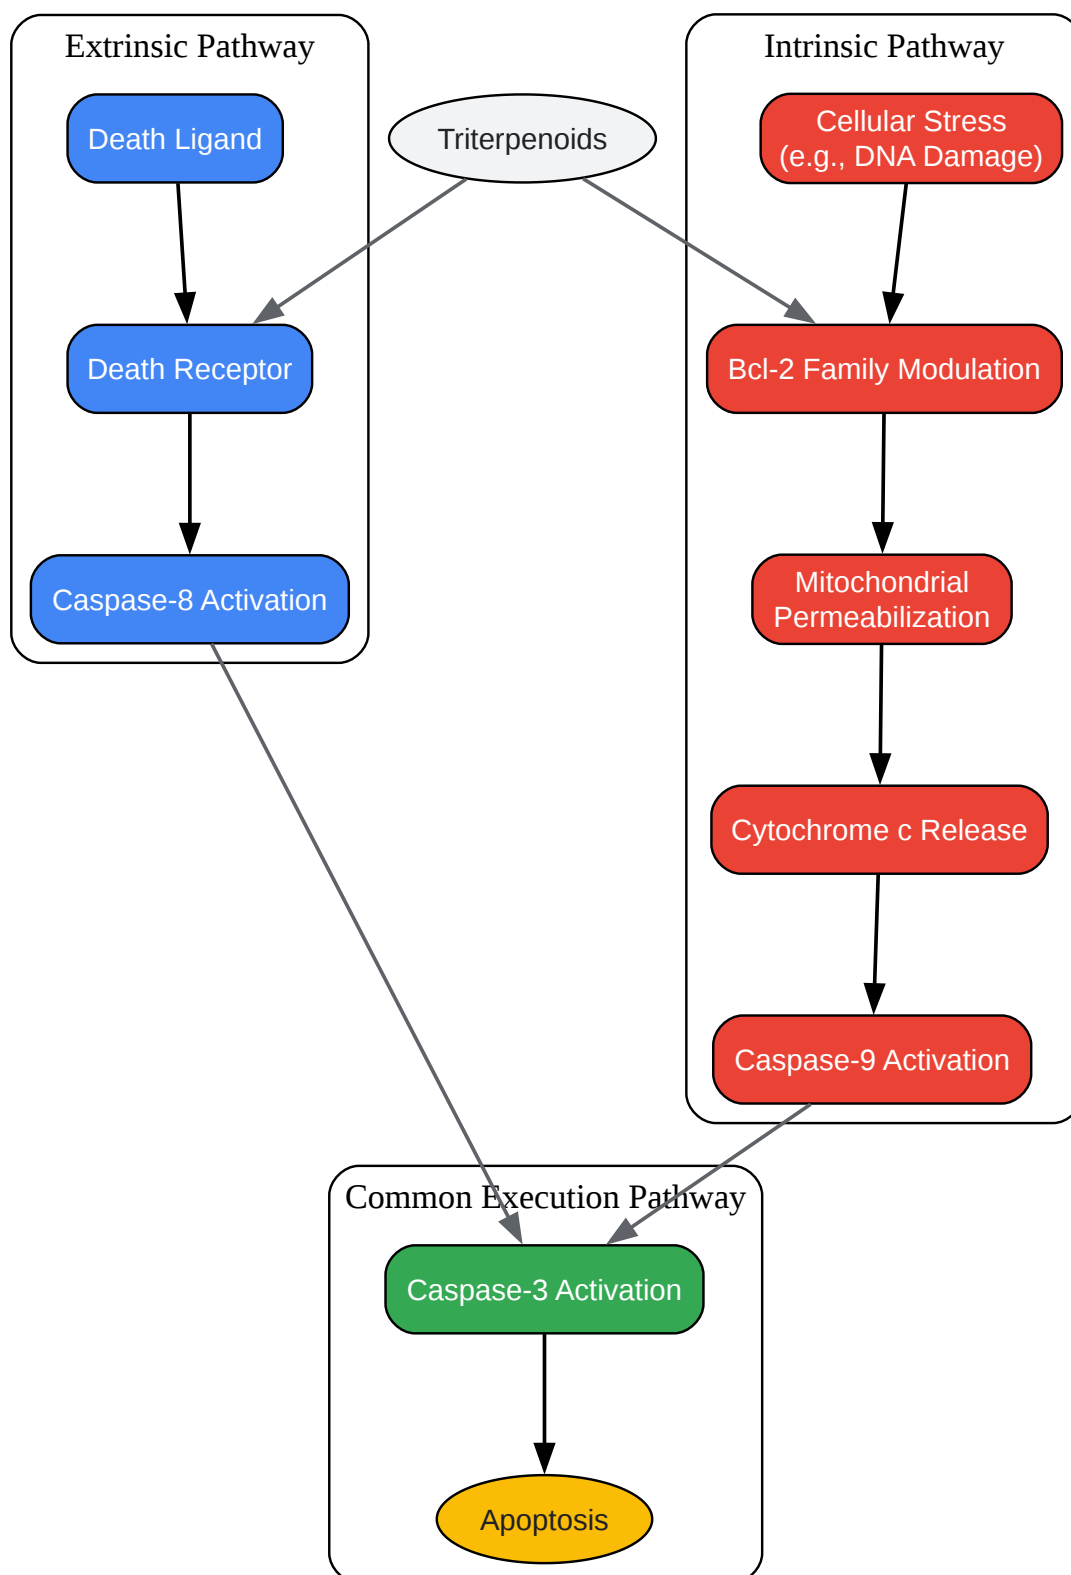 Extrinsic Pathway
Death Ligand
Death Receptor
Caspase-8 Activation
Triterpenoids
Intrinsic Pathway
Cellular Stress
(e.g., DNA Damage)
Bcl-2 Family Modulation
Mitochondrial
Permeabilization
Cytochrome c Release
Caspase-9 Activation
Common Execution Pathway
Caspase-3 Activation
Apoptosis